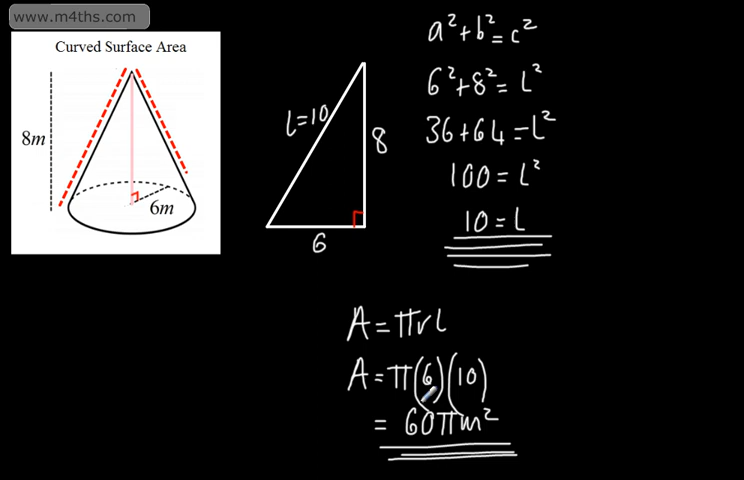 www.m4ths.com
Curved Surface Area
8m
6m
l=10
8
6
a²+b²=c²
6²+8²=l²
36+64=l²
100=l²
10=l
A=πrl
A=π(6)(10)
=60πm²